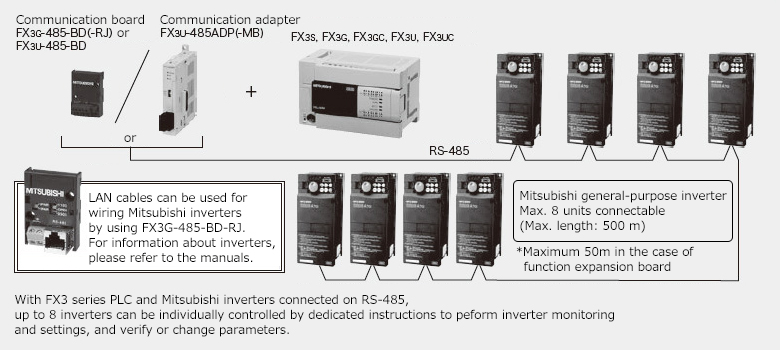 Communication board
FX3G-485-BD(-RJ) or
FX3U-485-BD
Communication adapter
FX3U-485ADP(-MB)
FX3S, FX3G, FX3GC, FX3U, FX3UC
MITSUBISHI
MITSUBISHI
or
+
RS-485
MITSUBISHI
LAN cables can be used for
wiring Mitsubishi inverters
by using FX3G-485-BD-RJ.
For information about inverters,
please refer to the manuals.
Mitsubishi general-purpose inverter
Max. 8 units connectable
(Max. length: 500 m)
*Maximum 50m in the case of
function expansion board
With FX3 series PLC and Mitsubishi inverters connected on RS-485,
up to 8 inverters can be individually controlled by dedicated instructions to peform inverter monitoring
and settings, and verify or change parameters.